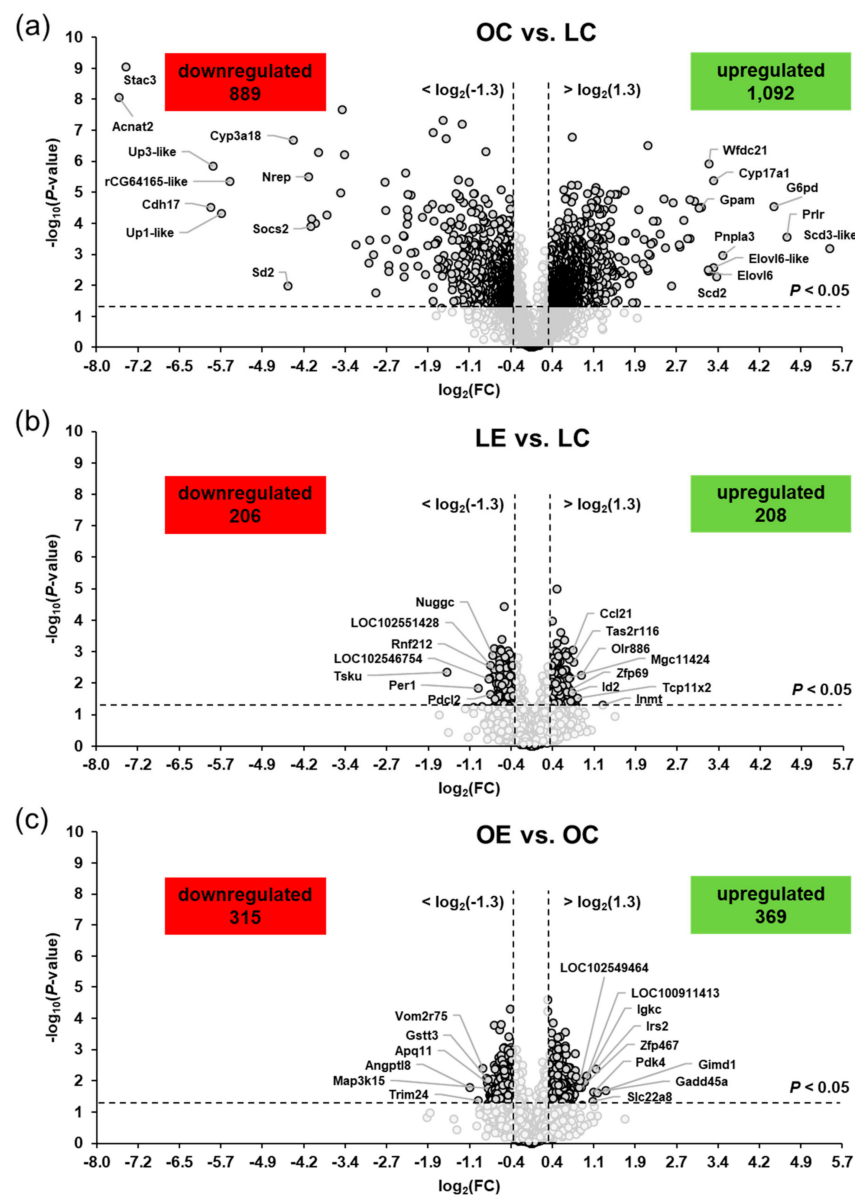 (a)
OC vs. LC
downregulated
889
< log2(-1.3)
> log2(1.3)
upregulated
1,092
-log10(P-value)
10
9
8
7
6
5
4
3
2
1
0
Stac3
Acnat2
Up3-like
rCG64165-like
Cdh17
Up1-like
Cyp3a18
Nrep
Socs2
Sd2
Wfdc21
Cyp17a1
G6pd
Gpam
Prlr
Scd3-like
Pnpla3
Elovl6-like
Elovl6
Scd2
P < 0.05
-8.0 -7.2 -6.5 -5.7 -4.9 -4.2 -3.4 -2.7 -1.9 -1.1 -0.4 0.4 1.1 1.9 2.7 3.4 4.2 4.9 5.7
log2(FC)
(b)
LE vs. LC
downregulated
206
< log2(-1.3)
> log2(1.3)
upregulated
208
-log10(P-value)
10
9
8
7
6
5
4
3
2
1
0
Nuggc
LOC102551428
Rnf212
LOC102546754
Tsku
Per1
Pdcl2
Ccl21
Tas2r116
Olr886
Mgc11424
Zfp69
Id2
Tcp11x2
Inmt
P < 0.05
-8.0 -7.2 -6.5 -5.7 -4.9 -4.2 -3.4 -2.7 -1.9 -1.1 -0.4 0.4 1.1 1.9 2.7 3.4 4.2 4.9 5.7
log2(FC)
(c)
OE vs. OC
downregulated
315
< log2(-1.3)
> log2(1.3)
upregulated
369
-log10(P-value)
10
9
8
7
6
5
4
3
2
1
0
Vom2r75
Gstt3
Apq11
Angptl8
Map3k15
Trim24
LOC102549464
LOC100911413
Igkc
Irs2
Zfp467
Pdk4
Gimd1
Gadd45a
Slc22a8
P < 0.05
-8.0 -7.2 -6.5 -5.7 -4.9 -4.2 -3.4 -2.7 -1.9 -1.1 -0.4 0.4 1.1 1.9 2.7 3.4 4.2 4.9 5.7
log2(FC)